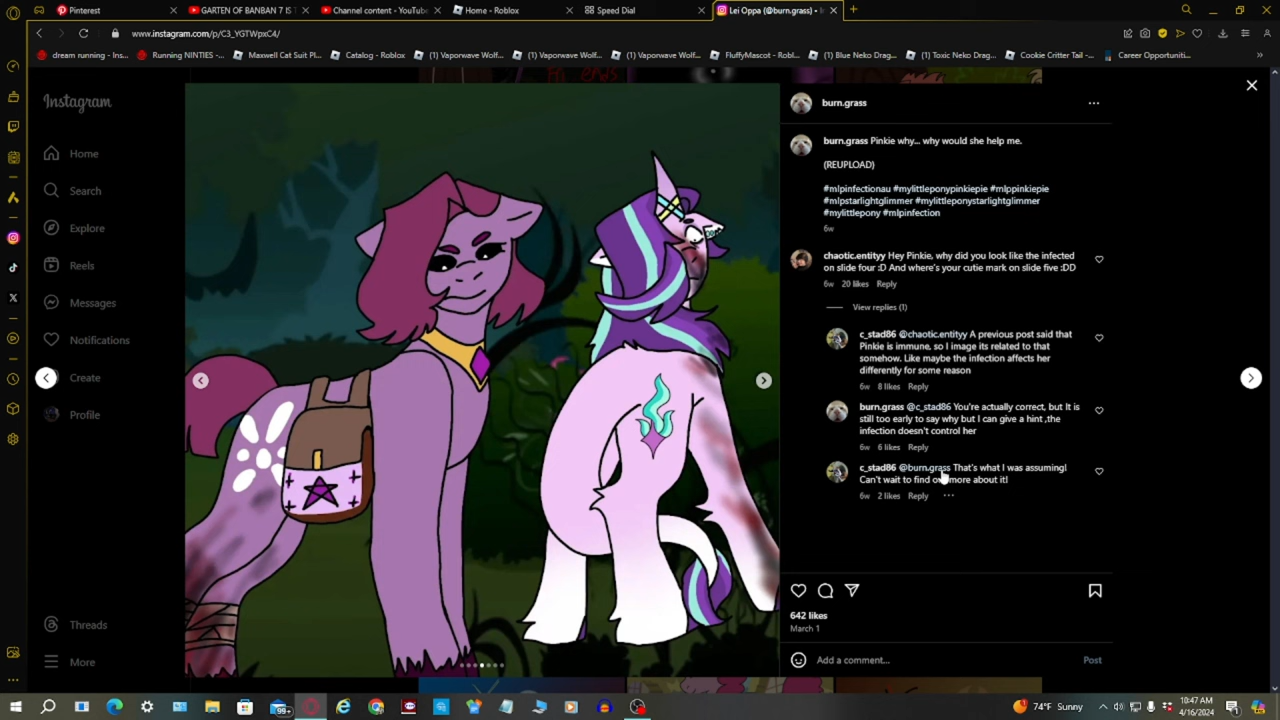 Pinterest
GARTEN OF BANBAN 7 IS T
Channel content - YouTube
Home - Roblox
Speed Dial
Lei Oppa (@burn.grass) •
www.instagram.com/p/C3_YGTWpxC4/
dream running - Ins...
Running NINTIES -...
Maxwell Cat Suit Pl...
Catalog - Roblox
(1) Vaporwave Wolf...
(1) Vaporwave Wolf...
(1) Vaporwave Wolf...
FluffyMascot - Robl...
(1) Blue Neko Drag...
(1) Toxic Neko Drag...
Cookie Critter Tail -...
Career Opportuniti...
Instagram
Home
Search
Explore
Reels
Messages
Notifications
Create
Profile
Threads
More
burn.grass
burn.grass Pinkie why... why would she help me.
(REUPLOAD)
#mlpinfectionau #mylittleponypinkiepie #mlppinkiepie
#mlpstarlightglimmer #mylittleponystarlightglimmer
#mylittlepony #mlpinfection
6w
chaotic.entityy Hey Pinkie, why did you look like the infected
on slide four :D And where's your cutie mark on slide five :DD
6w 20 likes Reply
View replies (1)
c_stad86 @chaotic.entityy A previous post said that
Pinkie is immune, so I image its related to that
somehow. Like maybe the infection affects her
differently for some reason
6w 8 likes Reply
burn.grass @c_stad86 You're actually correct, but It is
still too early to say why but I can give a hint ,the
infection doesn't control her
6w 6 likes Reply
c_stad86 @burn.grass That's what I was assuming!
Can't wait to find more about it!
6w 2 likes Reply
642 likes
March 1
Add a comment...
Post
99+
74°F Sunny
10:47 AM
4/16/2024